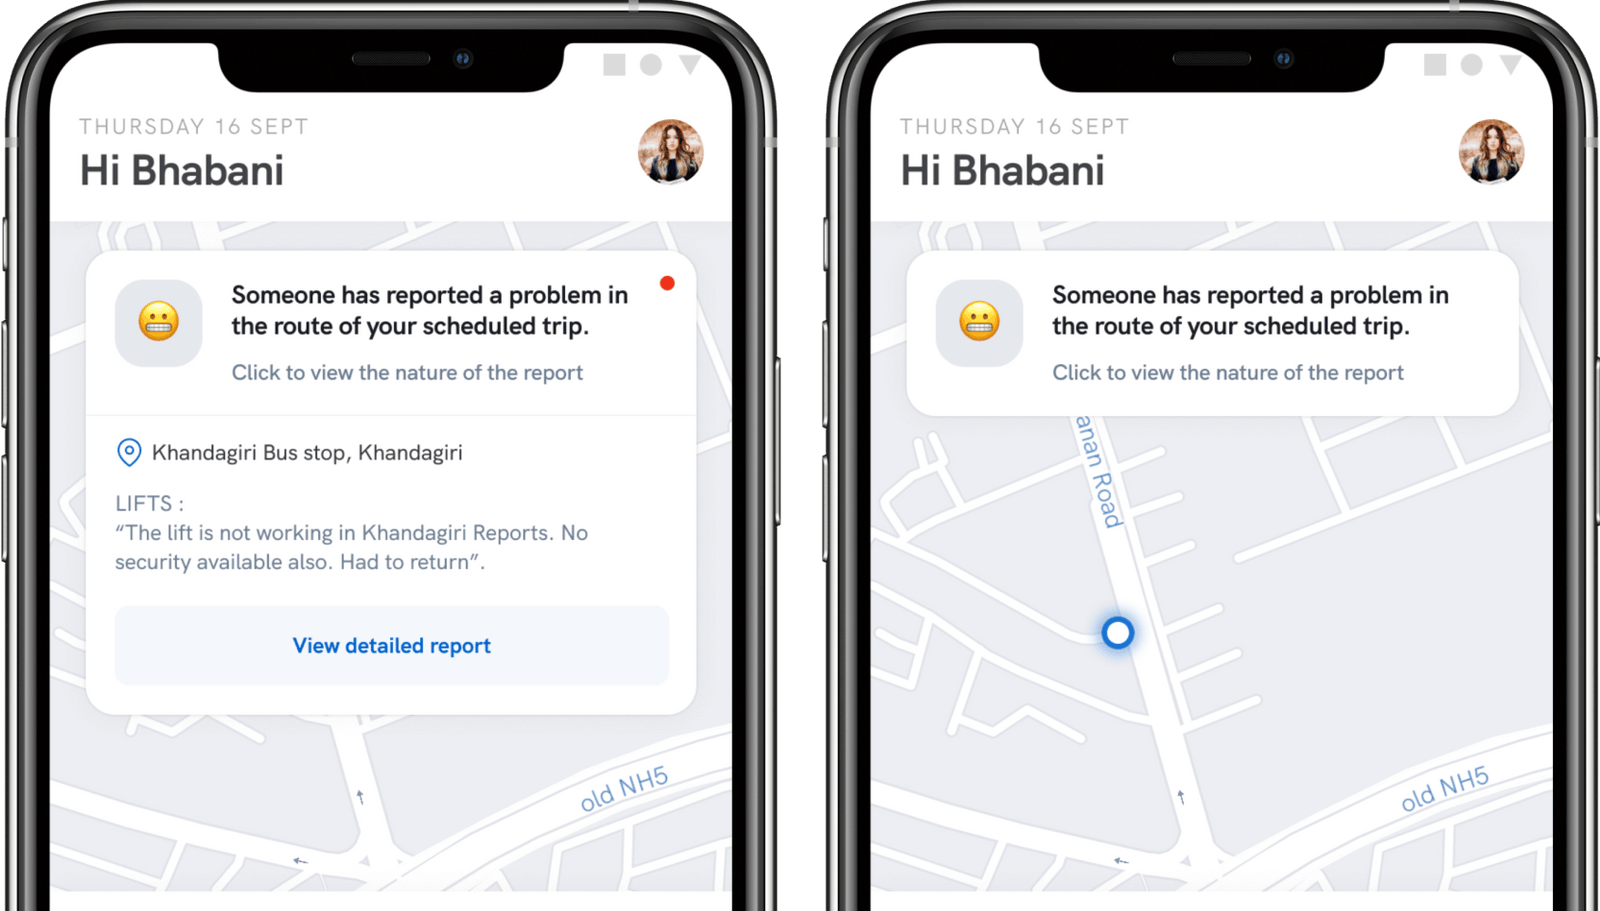 THURSDAY 16 SEPT
Hi Bhabani
Someone has reported a problem in
the route of your scheduled trip.
Click to view the nature of the report
Khandagiri Bus stop, Khandagiri
LIFTS :
“The lift is not working in Khandagiri Reports. No
security available also. Had to return”.
View detailed report
old NH5
THURSDAY 16 SEPT
Hi Bhabani
Someone has reported a problem in
the route of your scheduled trip.
Click to view the nature of the report
anan Road
old NH5